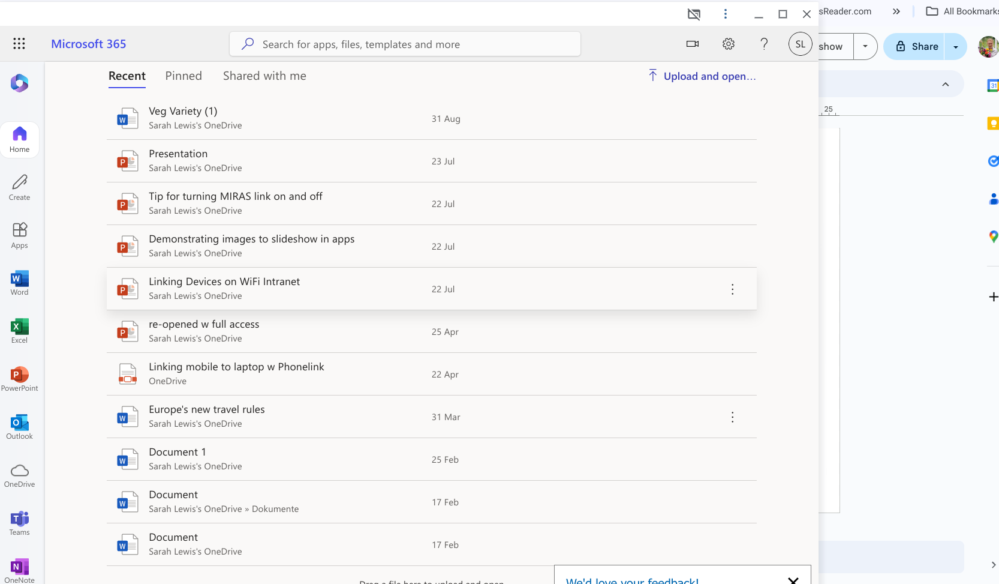 sReader.com
All Bookmarks
Microsoft 365
Search for apps, files, templates and more
SL
show
Share
Recent
Pinned
Shared with me
Upload and open...
31
25
Veg Variety (1)
Sarah Lewis's OneDrive
31 Aug
Home
Presentation
Sarah Lewis's OneDrive
23 Jul
Create
Tip for turning MIRAS link on and off
Sarah Lewis's OneDrive
22 Jul
Apps
Demonstrating images to slideshow in apps
Sarah Lewis's OneDrive
22 Jul
Word
Linking Devices on WiFi Intranet
Sarah Lewis's OneDrive
22 Jul
Excel
re-opened w full access
Sarah Lewis's OneDrive
25 Apr
PowerPoint
Linking mobile to laptop w Phonelink
OneDrive
22 Apr
Outlook
Europe's new travel rules
Sarah Lewis's OneDrive
31 Mar
OneDrive
Document 1
Sarah Lewis's OneDrive
25 Feb
Teams
Document
Sarah Lewis's OneDrive » Dokumente
17 Feb
OneNote
Document
Sarah Lewis's OneDrive
17 Feb
Drag a file here to upload and open
We'd love your feedback!